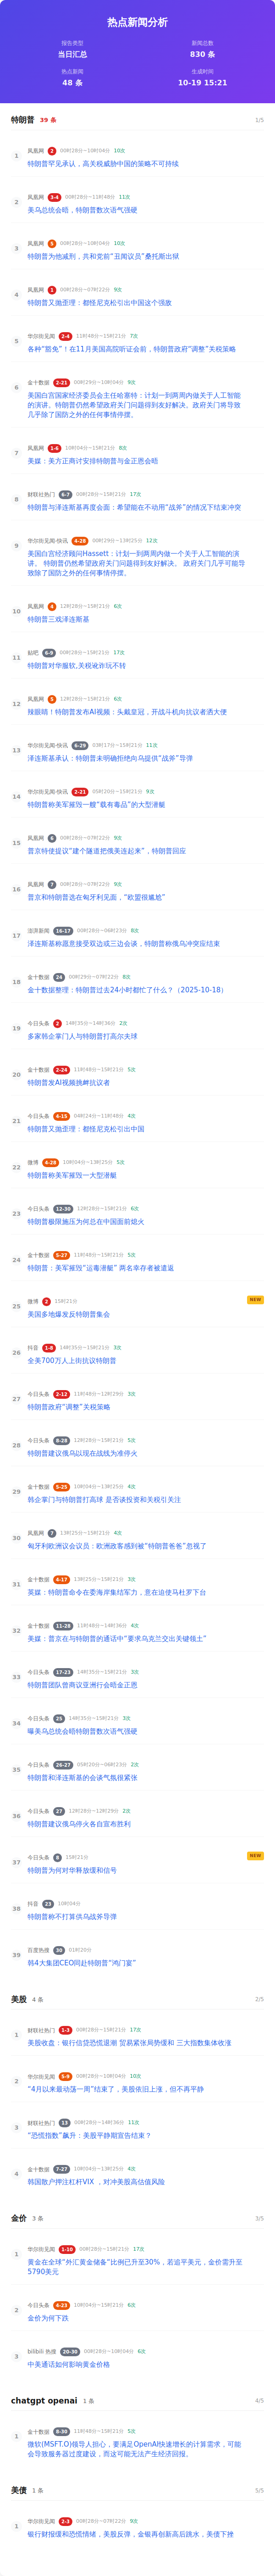 热点新闻分析
报告类型
新闻总数
当日汇总
830 条
热点新闻
生成时间
48 条
10-19 15:21
特朗普 39 条 1/5
1
凤凰网 2 00时28分~10时04分 10次
特朗普罕见承认，高关税威胁中国的策略不可持续
2
凤凰网 3-4 00时28分~11时48分 11次
美乌总统会晤，特朗普数次语气强硬
3
凤凰网 5 00时28分~10时04分 10次
特朗普为他减刑，共和党前“丑闻议员”桑托斯出狱
4
凤凰网 1 00时28分~07时22分 9次
特朗普又抛歪理：都怪尼克松引出中国这个强敌
5
华尔街见闻 2-4 11时48分~15时21分 7次
各种“豁免”！在11月美国高院听证会前，特朗普政府“调整”关税策略
6
金十数据 2-21 00时29分~10时04分 9次
美国白宫国家经济委员会主任哈塞特：计划一到两周内做一个关于人工智能
的演讲。特朗普仍然希望政府关门问题得到友好解决。政府关门将导致
几乎除了国防之外的任何事情停摆。
7
凤凰网 1-6 10时04分~15时21分 8次
美媒：美方正商讨安排特朗普与金正恩会晤
8
财联社热门 6-7 00时28分~15时21分 17次
特朗普与泽连斯基再度会面：希望能在不动用“战斧”的情况下结束冲突
9
华尔街见闻-快讯 4-28 00时29分~13时25分 12次
美国白宫经济顾问Hassett：计划一到两周内做一个关于人工智能的演
讲。 特朗普仍然希望政府关门问题得到友好解决。 政府关门几乎可能导
致除了国防之外的任何事情停摆。
10
凤凰网 4 12时28分~15时21分 6次
特朗普三戏泽连斯基
11
贴吧 6-9 00时28分~15时21分 17次
特朗普对华服软,关税讹诈玩不转
12
凤凰网 5 12时28分~15时21分 6次
辣眼睛！特朗普发布AI视频：头戴皇冠，开战斗机向抗议者洒大便
13
华尔街见闻-快讯 6-29 03时17分~15时21分 11次
泽连斯基承认：特朗普未明确拒绝向乌提供“战斧”导弹
14
华尔街见闻-快讯 2-21 05时20分~15时21分 9次
特朗普称美军摧毁一艘“载有毒品”的大型潜艇
15
凤凰网 6 00时28分~07时22分 9次
普京特使提议“建个隧道把俄美连起来”，特朗普回应
16
凤凰网 7 00时28分~07时22分 9次
普京和特朗普选在匈牙利见面，“欧盟很尴尬”
17
澎湃新闻 16-17 00时28分~06时23分 8次
泽连斯基称愿意接受双边或三边会谈，特朗普称俄乌冲突应结束
18
金十数据 24 00时29分~07时22分 8次
金十数据整理：特朗普过去24小时都忙了什么？（2025-10-18）
19
今日头条 2 14时35分~14时36分 2次
多家韩企掌门人与特朗普打高尔夫球
20
金十数据 2-24 11时48分~15时21分 5次
特朗普发AI视频挑衅抗议者
21
今日头条 4-15 04时24分~11时48分 4次
特朗普又抛歪理：都怪尼克松引出中国
22
微博 4-28 10时04分~13时25分 5次
特朗普称美军摧毁一大型潜艇
23
今日头条 12-30 12时28分~15时21分 6次
特朗普极限施压为何总在中国面前熄火
24
金十数据 5-27 11时48分~15时21分 5次
特朗普：美军摧毁“运毒潜艇” 两名幸存者被遣返
25
微博 2 15时21分 NEW
美国多地爆发反特朗普集会
26
抖音 1-8 14时35分~15时21分 3次
全美700万人上街抗议特朗普
27
今日头条 2-12 11时48分~12时29分 3次
特朗普政府“调整”关税策略
28
今日头条 8-28 12时28分~15时21分 5次
特朗普建议俄乌以现在战线为准停火
29
金十数据 5-25 10时04分~13时25分 4次
韩企掌门与特朗普打高球 是否谈投资和关税引关注
30
凤凰网 7 13时25分~15时21分 4次
匈牙利欧洲议会议员：欧洲政客感到被“特朗普爸爸”忽视了
31
金十数据 4-17 13时25分~15时21分 3次
英媒：特朗普命令在委海岸集结军力，意在迫使马杜罗下台
32
金十数据 11-28 11时48分~14时36分 4次
美媒：普京在与特朗普的通话中“要求乌克兰交出关键领土”
33
今日头条 17-23 14时35分~15时21分 3次
特朗普团队曾商议亚洲行会晤金正恩
34
今日头条 25 14时35分~15时21分 3次
曝美乌总统会晤特朗普数次语气强硬
35
今日头条 26-27 05时20分~06时23分 2次
特朗普和泽连斯基的会谈气氛很紧张
36
今日头条 27 12时28分~12时29分 2次
特朗普建议俄乌停火各自宣布胜利
37
今日头条 8 15时21分 NEW
特朗普为何对华释放缓和信号
38
抖音 23 10时04分
特朗普称不打算供乌战斧导弹
39
百度热搜 30 01时20分
韩4大集团CEO同赴特朗普“鸿门宴”
美股 4 条 2/5
1
财联社热门 1-3 00时28分~15时21分 17次
美股收盘：银行信贷恐慌退潮 贸易紧张局势缓和 三大指数集体收涨
2
华尔街见闻 5-9 00时28分~10时04分 10次
“4月以来最动荡一周”结束了，美股依旧上涨，但不再平静
3
财联社热门 13 00时28分~14时36分 11次
“恐慌指数”飙升：美股平静期宣告结束？
4
金十数据 7-27 10时04分~13时25分 4次
韩国散户押注杠杆VIX ，对冲美股高估值风险
金价 3 条 3/5
1
华尔街见闻 1-10 00时28分~15时21分 17次
黄金在全球“外汇黄金储备”比例已升至30%，若追平美元，金价需升至
5790美元
2
今日头条 4-23 10时04分~15时21分 6次
金价为何下跌
3
bilibili 热搜 20-30 00时28分~10时04分 6次
中美通话如何影响黄金价格
chatgpt openai 1 条 4/5
1
金十数据 8-30 11时48分~15时21分 5次
微软(MSFT.O)领导人担心，要满足OpenAI快速增长的计算需求，可能
会导致服务器过度建设，而这可能无法产生经济回报。
美债 1 条 5/5
1
华尔街见闻 2-3 00时28分~07时22分 9次
银行财报缓和恐慌情绪，美股反弹，金银再创新高后跳水，美债下挫